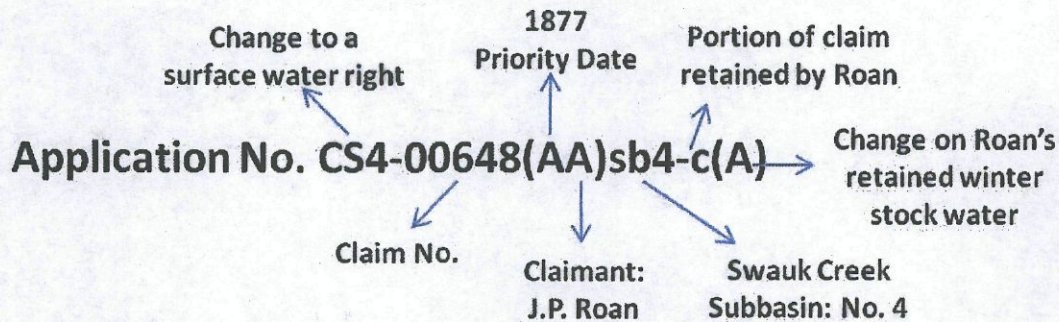 Change to a
surface water right
1877
Priority Date
Portion of claim
retained by Roan
Application No. CS4-00648(AA)sb4-c(A)
Change on Roan's
retained winter
stock water
Claim No.
Claimant:
J.P. Roan
Swauk Creek
Subbasin: No. 4